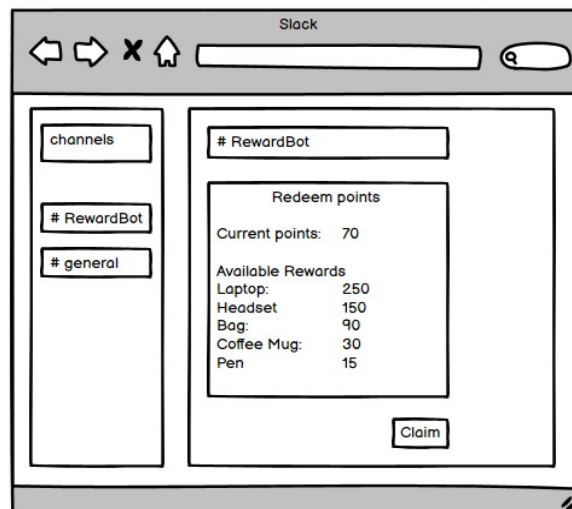 Slack
channels
# RewardBot
# general
# RewardBot
Redeem points
Current points: 70
Available Rewards
Laptop: 250
Headset 150
Bag: 90
Coffee Mug: 30
Pen 15
Claim